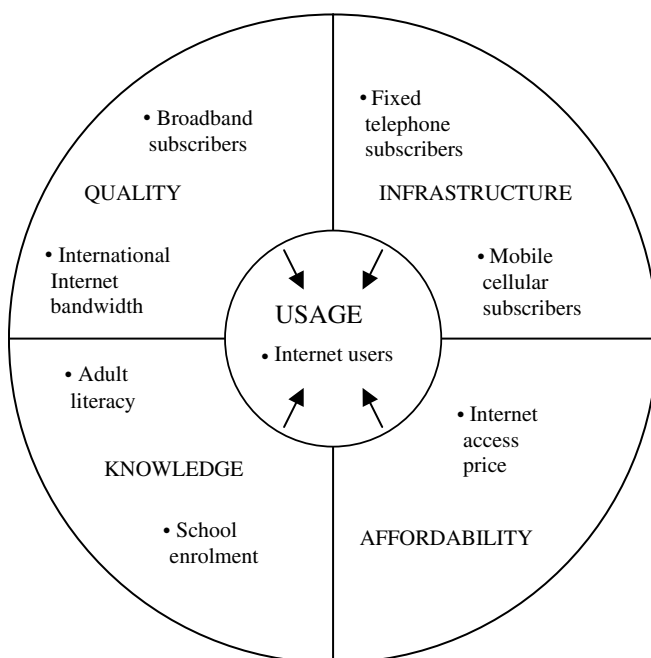 • Broadband
subscribers
QUALITY
• International
Internet
bandwidth
• Fixed
telephone
subscribers
INFRASTRUCTURE
• Mobile
cellular
subscribers
USAGE
• Internet users
• Adult
literacy
KNOWLEDGE
• School
enrolment
• Internet
access
price
AFFORDABILITY